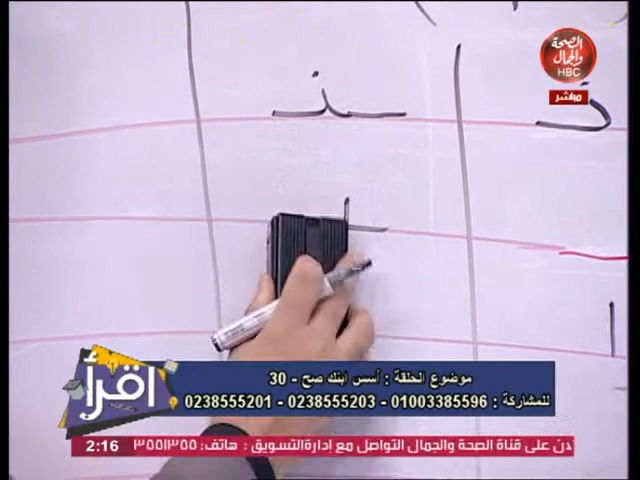 الصحة
والجمال
HBC
مباشر
ـنـ
اقرأ
موضوع الحلقة : أسس ابنك صح - 30
للمشاركة : 01003385596 - 0238555203 - 0238555201
2:16
دن على قناة الصحة والجمال التواصل مع إدارة التسويق : هاتف: ٣٥٥١٣٥٥